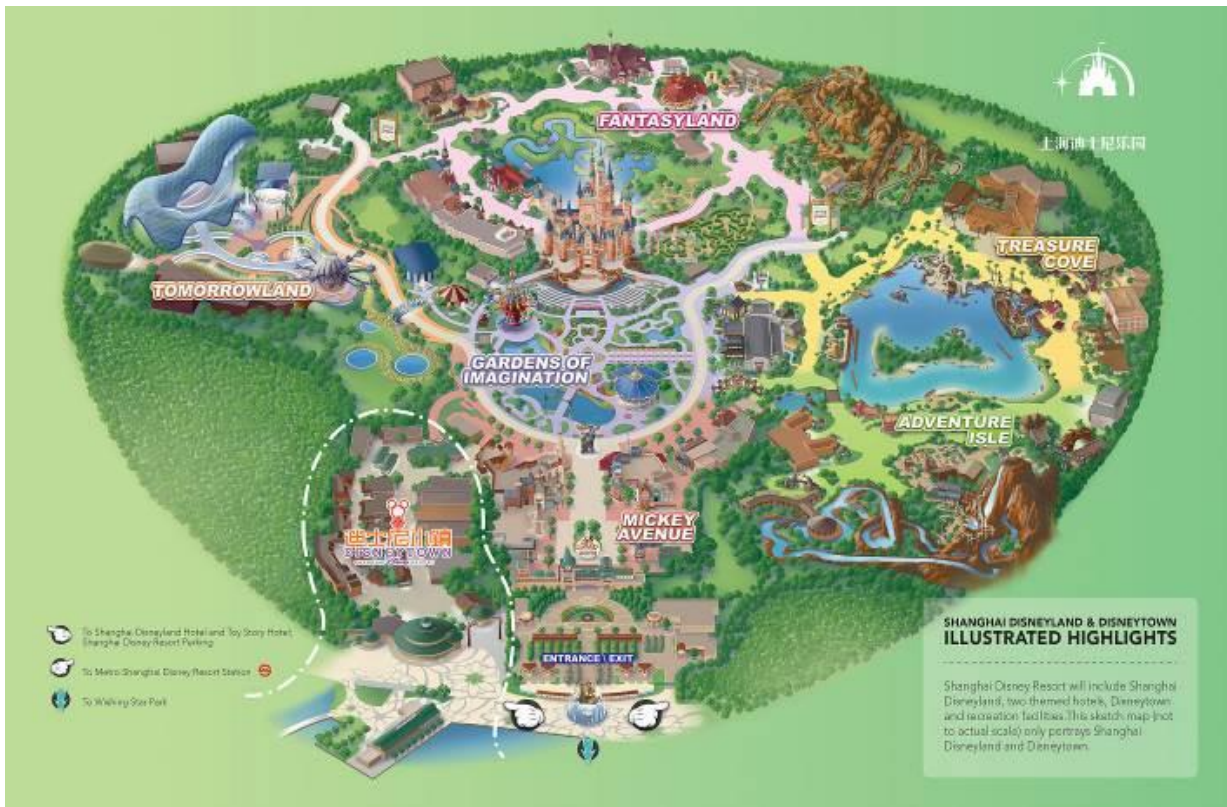 上海迪士尼乐园
FANTASYLAND
TREASURE
COVE
TOMORROWLAND
GARDENS OF
IMAGINATION
ADVENTURE
ISLE
MICKEY
AVENUE
迪士尼小镇
DISNEYTOWN
ENTRANCE \ EXIT
To Shanghai Disneyland Hotel and Toy Story Hotel,
Shanghai Disney Resort Parking
To Metro Shanghai Disney Resort Station
To Wishing Star Park
SHANGHAI DISNEYLAND & DISNEYTOWN
ILLUSTRATED HIGHLIGHTS
Shanghai Disney Resort will include Shanghai
Disneyland, two themed hotels, Disneytown
and recreation facilities. This sketch map (not
to actual scale) only portrays Shanghai
Disneyland and Disneytown.